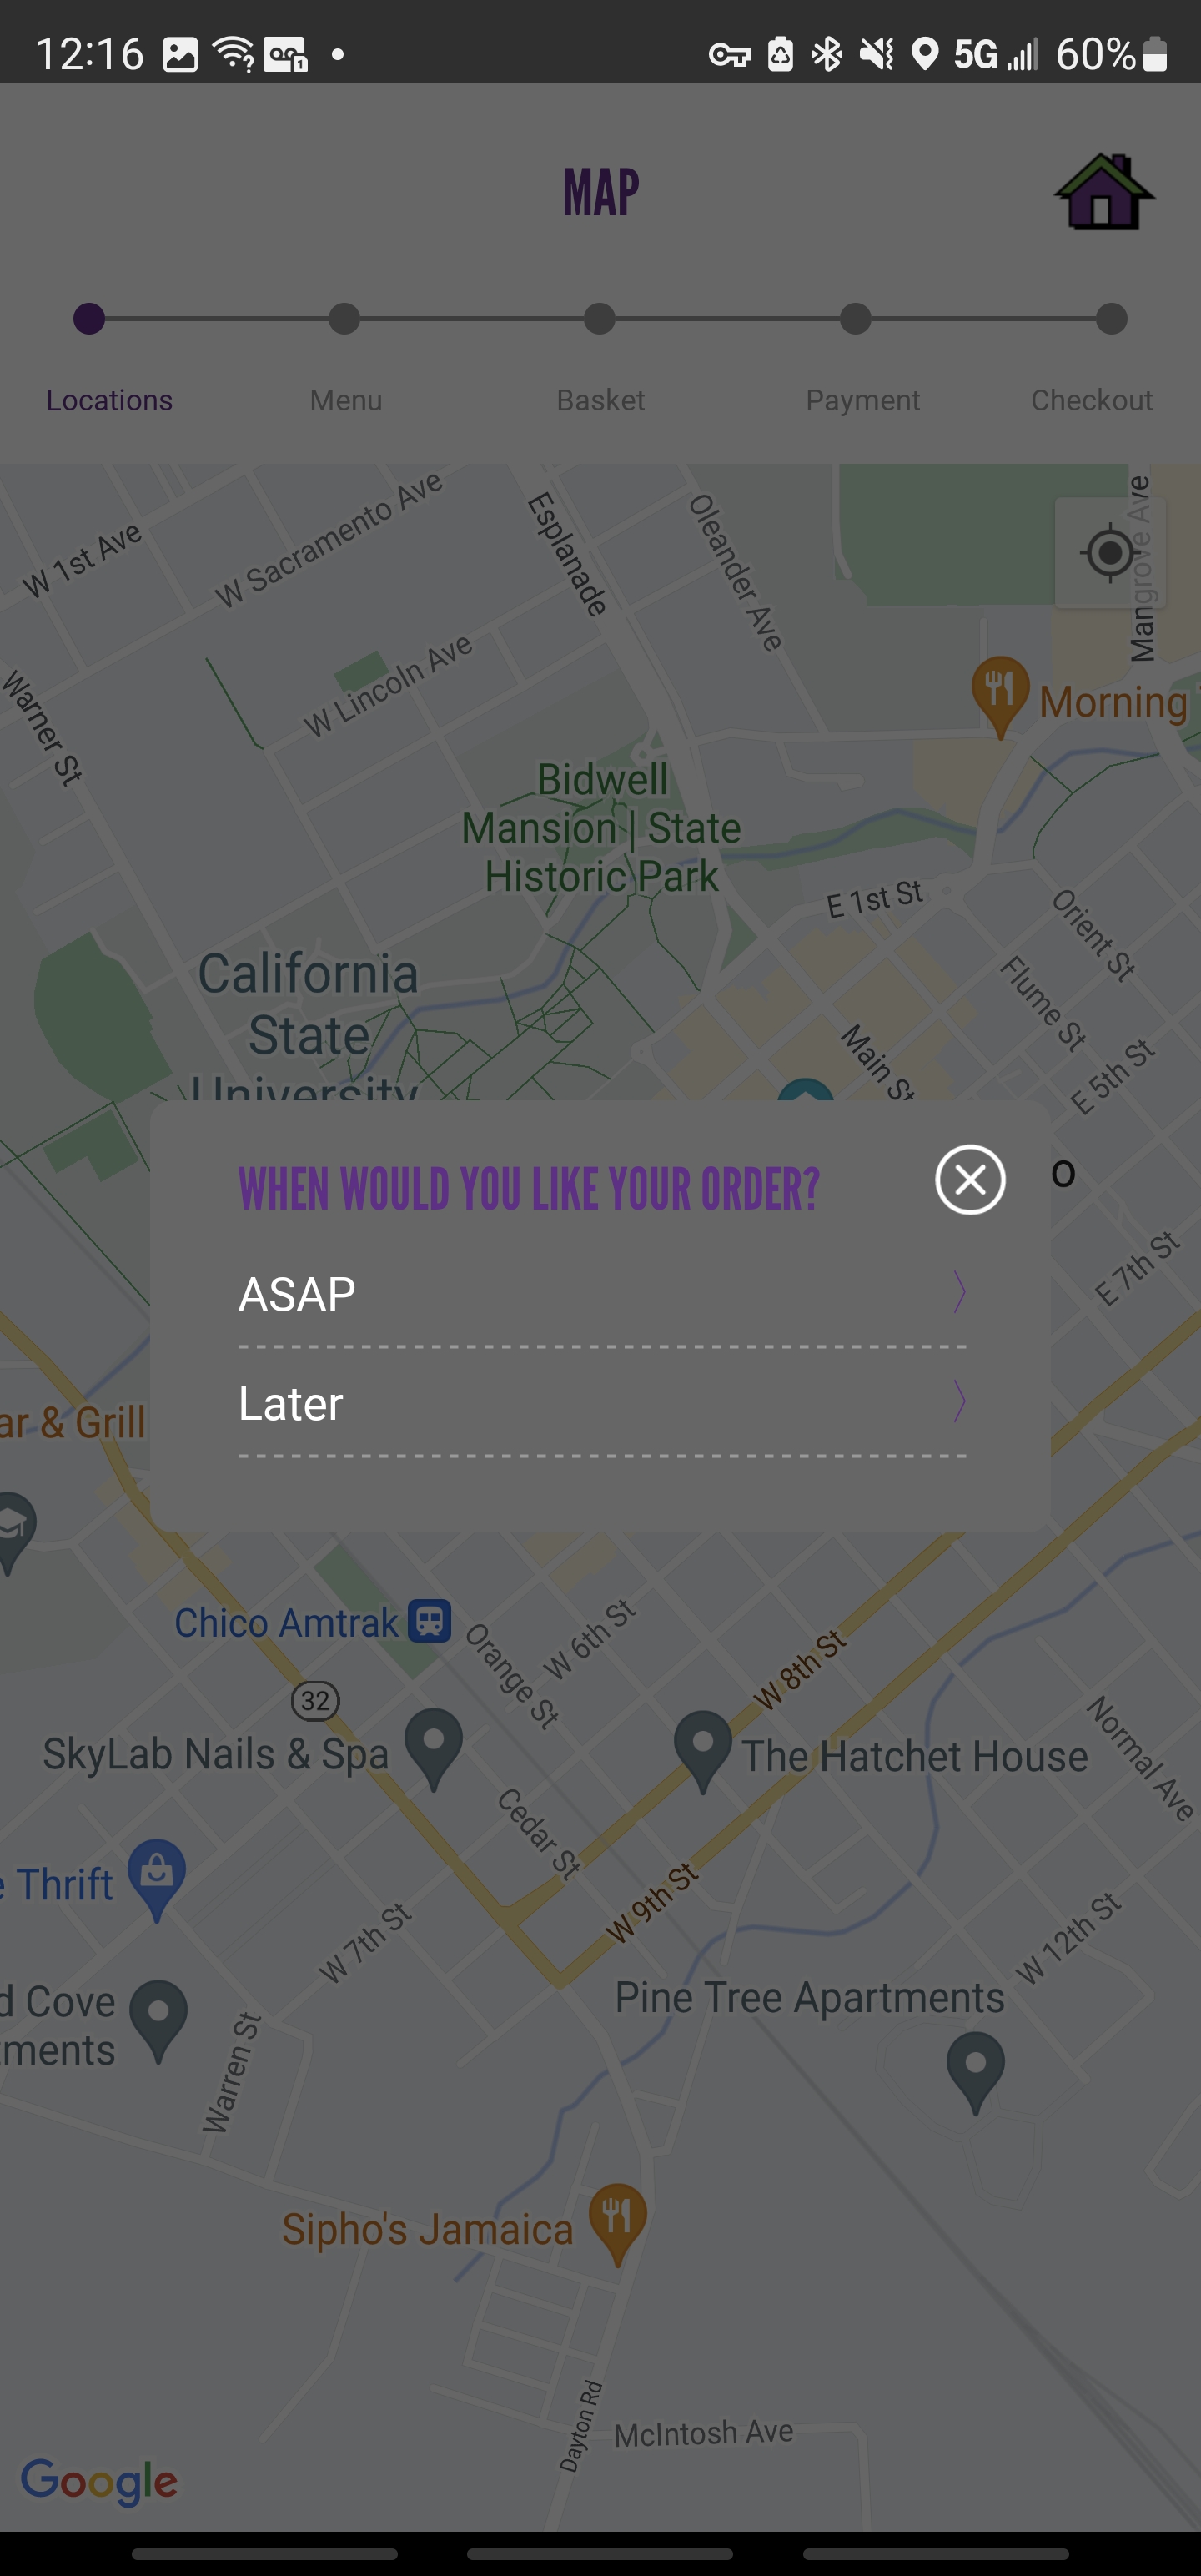 12:16
1
5G
60%
MAP
Locations
Menu
Basket
Payment
Checkout
W 1st Ave
W Sacramento Ave
Esplanade
Oleander Ave
Mangrove Ave
Warner St
W Lincoln Ave
Morning
Bidwell
Mansion | State
Historic Park
E 1st St
Orient St
California
State
University
Flume St
Main St
E 5th St
WHEN WOULD YOU LIKE YOUR ORDER?
o
ASAP
E 7th St
Later
ar & Grill
Chico Amtrak
Orange St
W 6th St
W 8th St
32
SkyLab Nails & Spa
The Hatchet House
Normal Ave
Cedar St
e Thrift
W 9th St
W 7th St
W 12th St
d Cove
tments
Pine Tree Apartments
Warren St
Sipho's Jamaica
Dayton Rd
McIntosh Ave
Google